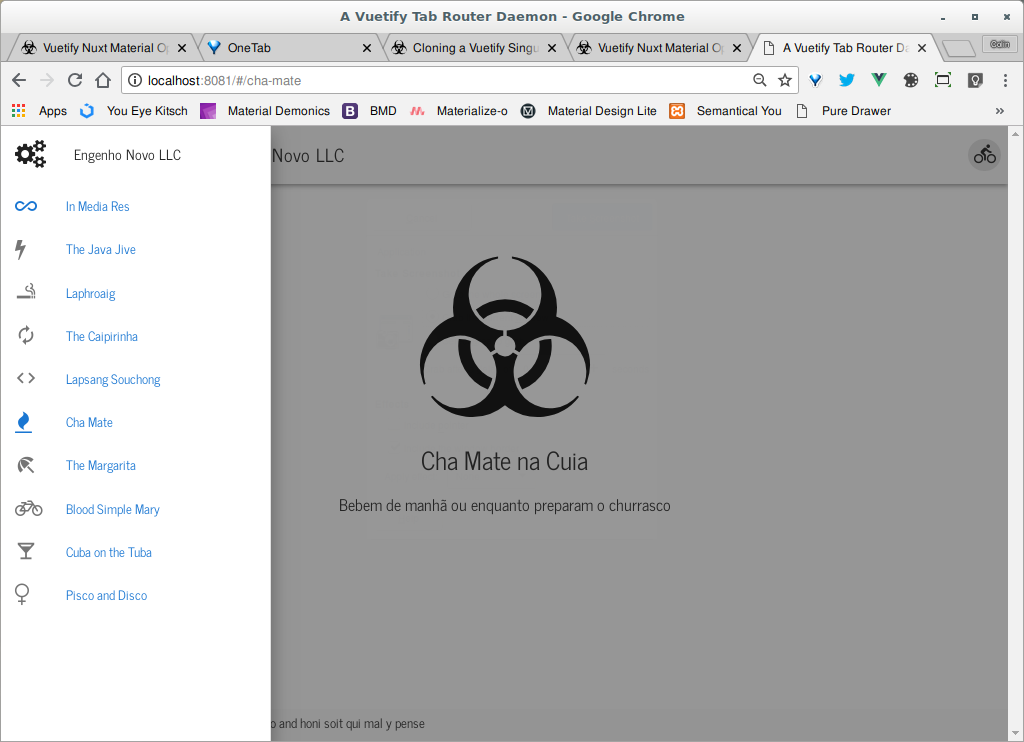 A Vuetify Tab Router Daemon - Google Chrome
Vuetify Nuxt Material
OneTab
Cloning a Vuetify
Vuetify Nuxt Material
A Vuetify Tab Router
Colin
localhost:8081/#/cha-mate
Apps
You Eye Kitsch
Material Demonics
B
BMD
Materialize-o
Material Design Lite
Semantical You
Pure Drawer
»
Engenho Novo LLC
Novo LLC
In Media Res
The Java Jive
Laphroaig
The Caipirinha
Lapsang Souchong
Cha Mate
The Margarita
Blood Simple Mary
Cuba on the Tuba
Pisco and Disco
Cha Mate na Cuia
Bebem de manhã ou enquanto preparam o churrasco
and honi soit qui mal y pense